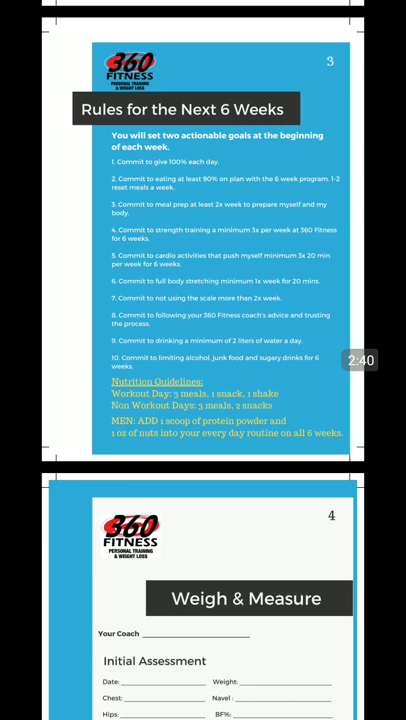 360
FITNESS
PERSONAL TRAINING
& WEIGHT LOSS
3
Rules for the Next 6 Weeks
You will set two actionable goals at the beginning
of each week.
1. Commit to give 100% each day.
2. Commit to eating at least 90% on plan with the 6 week program. 1-2
reset meals a week.
3. Commit to meal prep at least 2x week to prepare myself and my
body.
4. Commit to strength training a minimum 3x per week at 360 Fitness
for 6 weeks.
5. Commit to cardio activities that push myself minimum 3x 20 min
per week for 6 weeks.
6. Commit to full body stretching minimum 1x week for 20 mins.
7. Commit to not using the scale more than 2x week.
8. Commit to following your 360 Fitness coach's advice and trusting
the process.
9. Commit to drinking a minimum of 2 liters of water a day.
2:40
10. Commit to limiting alcohol, junk food and sugary drinks for 6
weeks.
Nutrition Guidelines:
Workout Day: 3 meals, 1 snack, 1 shake
Non Workout Days: 3 meals, 2 snacks
MEN: ADD 1 scoop of protein powder and
1 oz of nuts into your every day routine on all 6 weeks.
360
FITNESS
PERSONAL TRAINING
& WEIGHT LOSS
4
Weigh & Measure
Your Coach
Initial Assessment
Date: Weight:
Chest: Navel :
Hips: BF%: